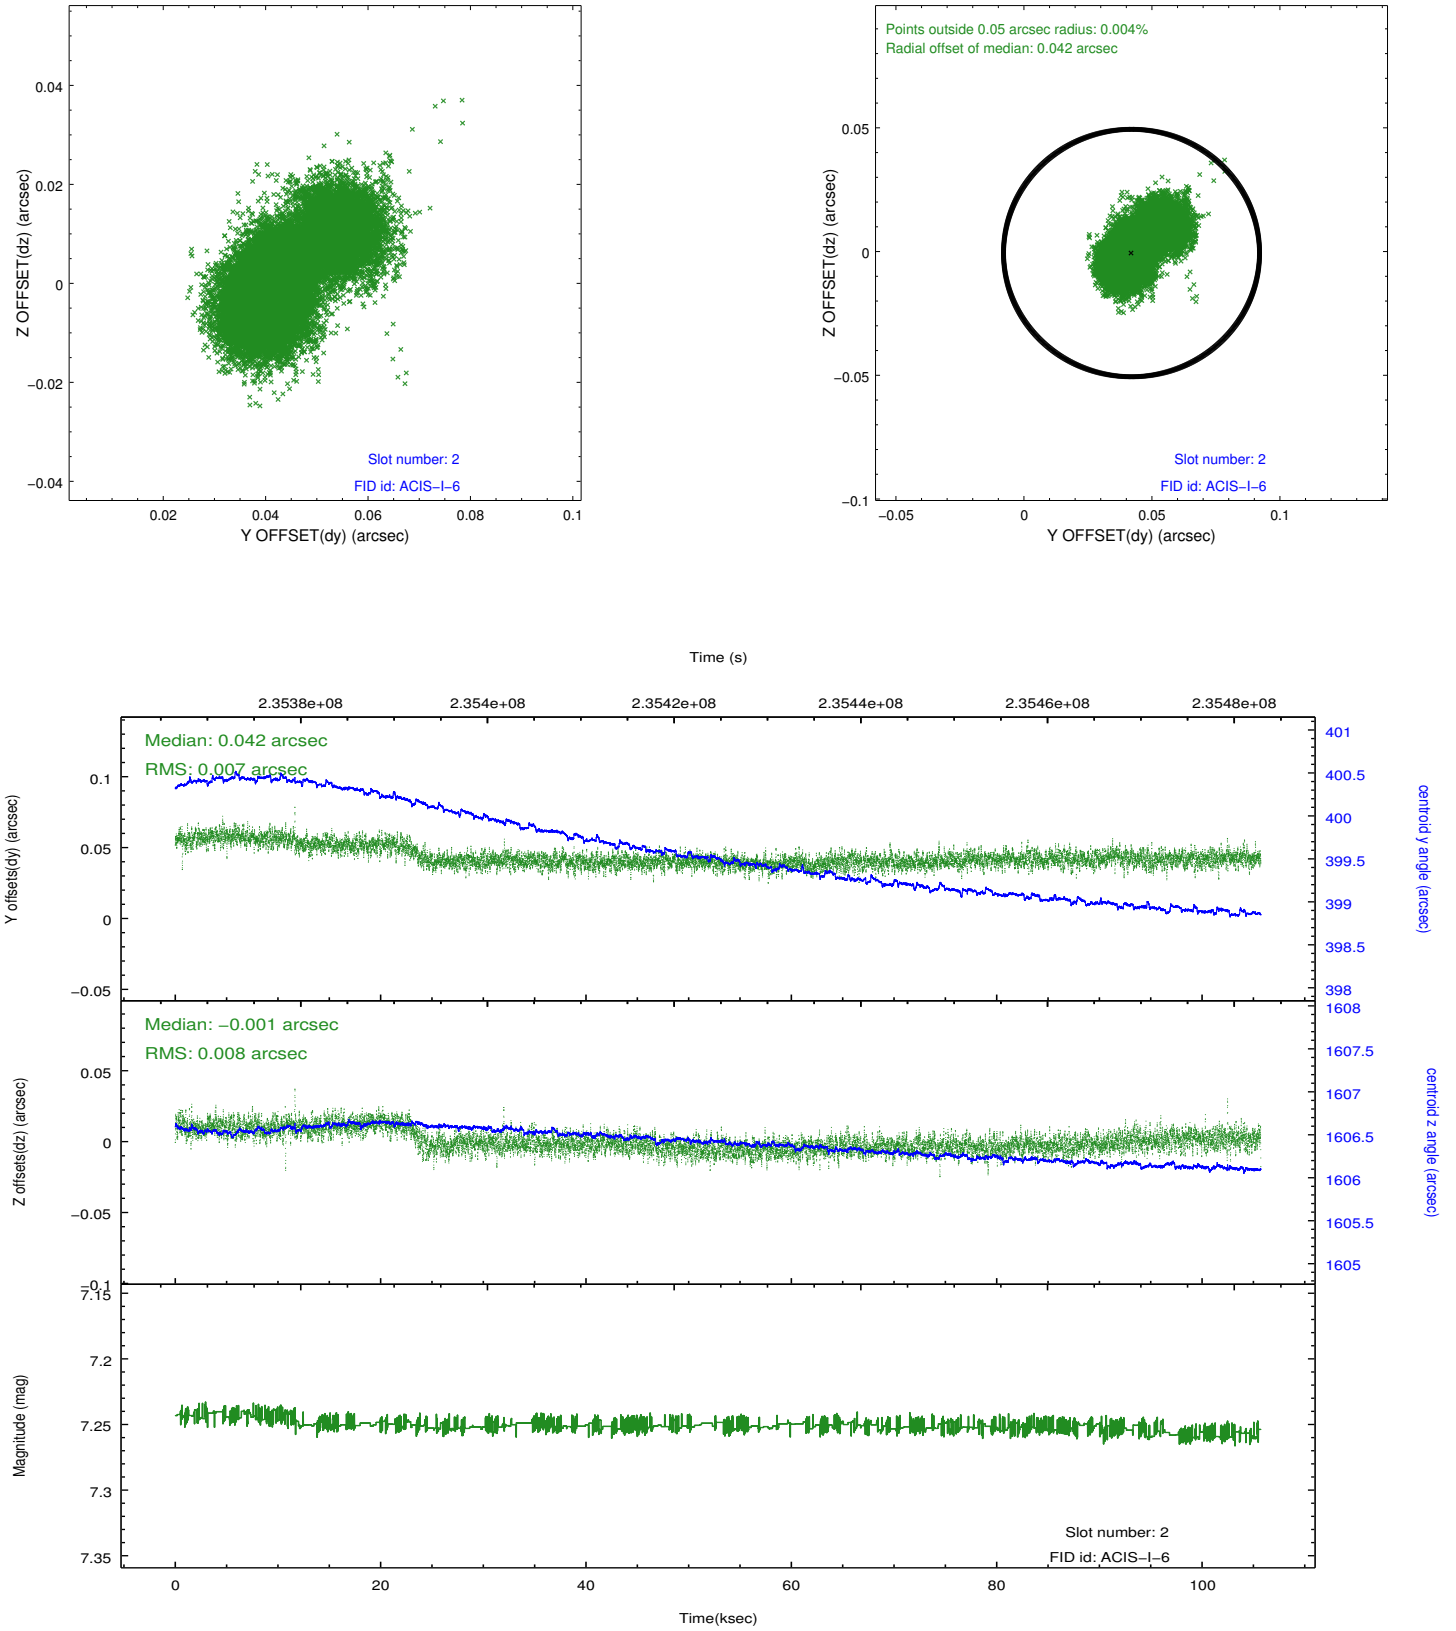 0.04
0.02
0
−0.02
−0.04
Z OFFSET(dz) (arcsec)
0.02 0.04 0.06 0.08 0.1
Y OFFSET(dy) (arcsec)
Slot number: 2
FID id: ACIS−I−6
Points outside 0.05 arcsec radius: 0.004%
Radial offset of median: 0.042 arcsec
0.05
0
−0.05
−0.1
Z OFFSET(dz) (arcsec)
−0.05 0 0.05 0.1
Y OFFSET(dy) (arcsec)
Slot number: 2
FID id: ACIS−I−6
Time (s)
2.3538e+08 2.354e+08 2.3542e+08 2.3544e+08 2.3546e+08 2.3548e+08
Median: 0.042 arcsec
RMS: 0.007 arcsec
0.1
0.05
0
−0.05
Y offsets(dy) (arcsec)
401
400.5
400
399.5
399
398.5
398
centroid y angle (arcsec)
Median: −0.001 arcsec
RMS: 0.008 arcsec
0.05
0
−0.05
−0.1
Z offsets(dz) (arcsec)
1608
1607.5
1607
1606.5
1606
1605.5
1605
centroid z angle (arcsec)
7.15
7.2
7.25
7.3
7.35
Magnitude (mag)
Slot number: 2
FID id: ACIS−I−6
0 20 40 60 80 100
Time(ksec)